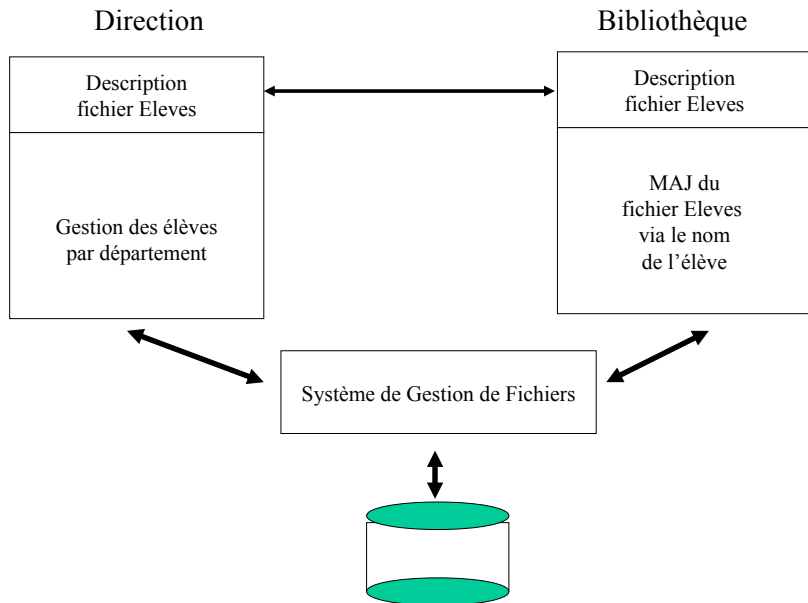 Direction
Bibliothèque
Description
fichier Eleves
Description
fichier Eleves
Gestion des élèves
par département
MAJ du
fichier Eleves
via le nom
de l’élève
Système de Gestion de Fichiers